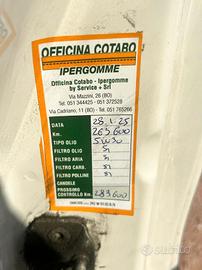 OFFICINA COTABO
IPERGOMME
Officina Cotabo - Ipergomme
by Service + Srl
Via Mazzini, 26 (BO)
Tel. 051 344425 - 051 372528
Via Cadriano, 11 (BO) - Tel. 051 765266
DATA 28.1.25
Km. 263600
TIPO OLIO 5W30
FILTRO OLIO SI
FILTRO ARIA SI
FILTRO CARB. SI
FILTRO POLLINE SI
CANDELE
PROSSIMO
CONTROLLO Km. 283600
subito